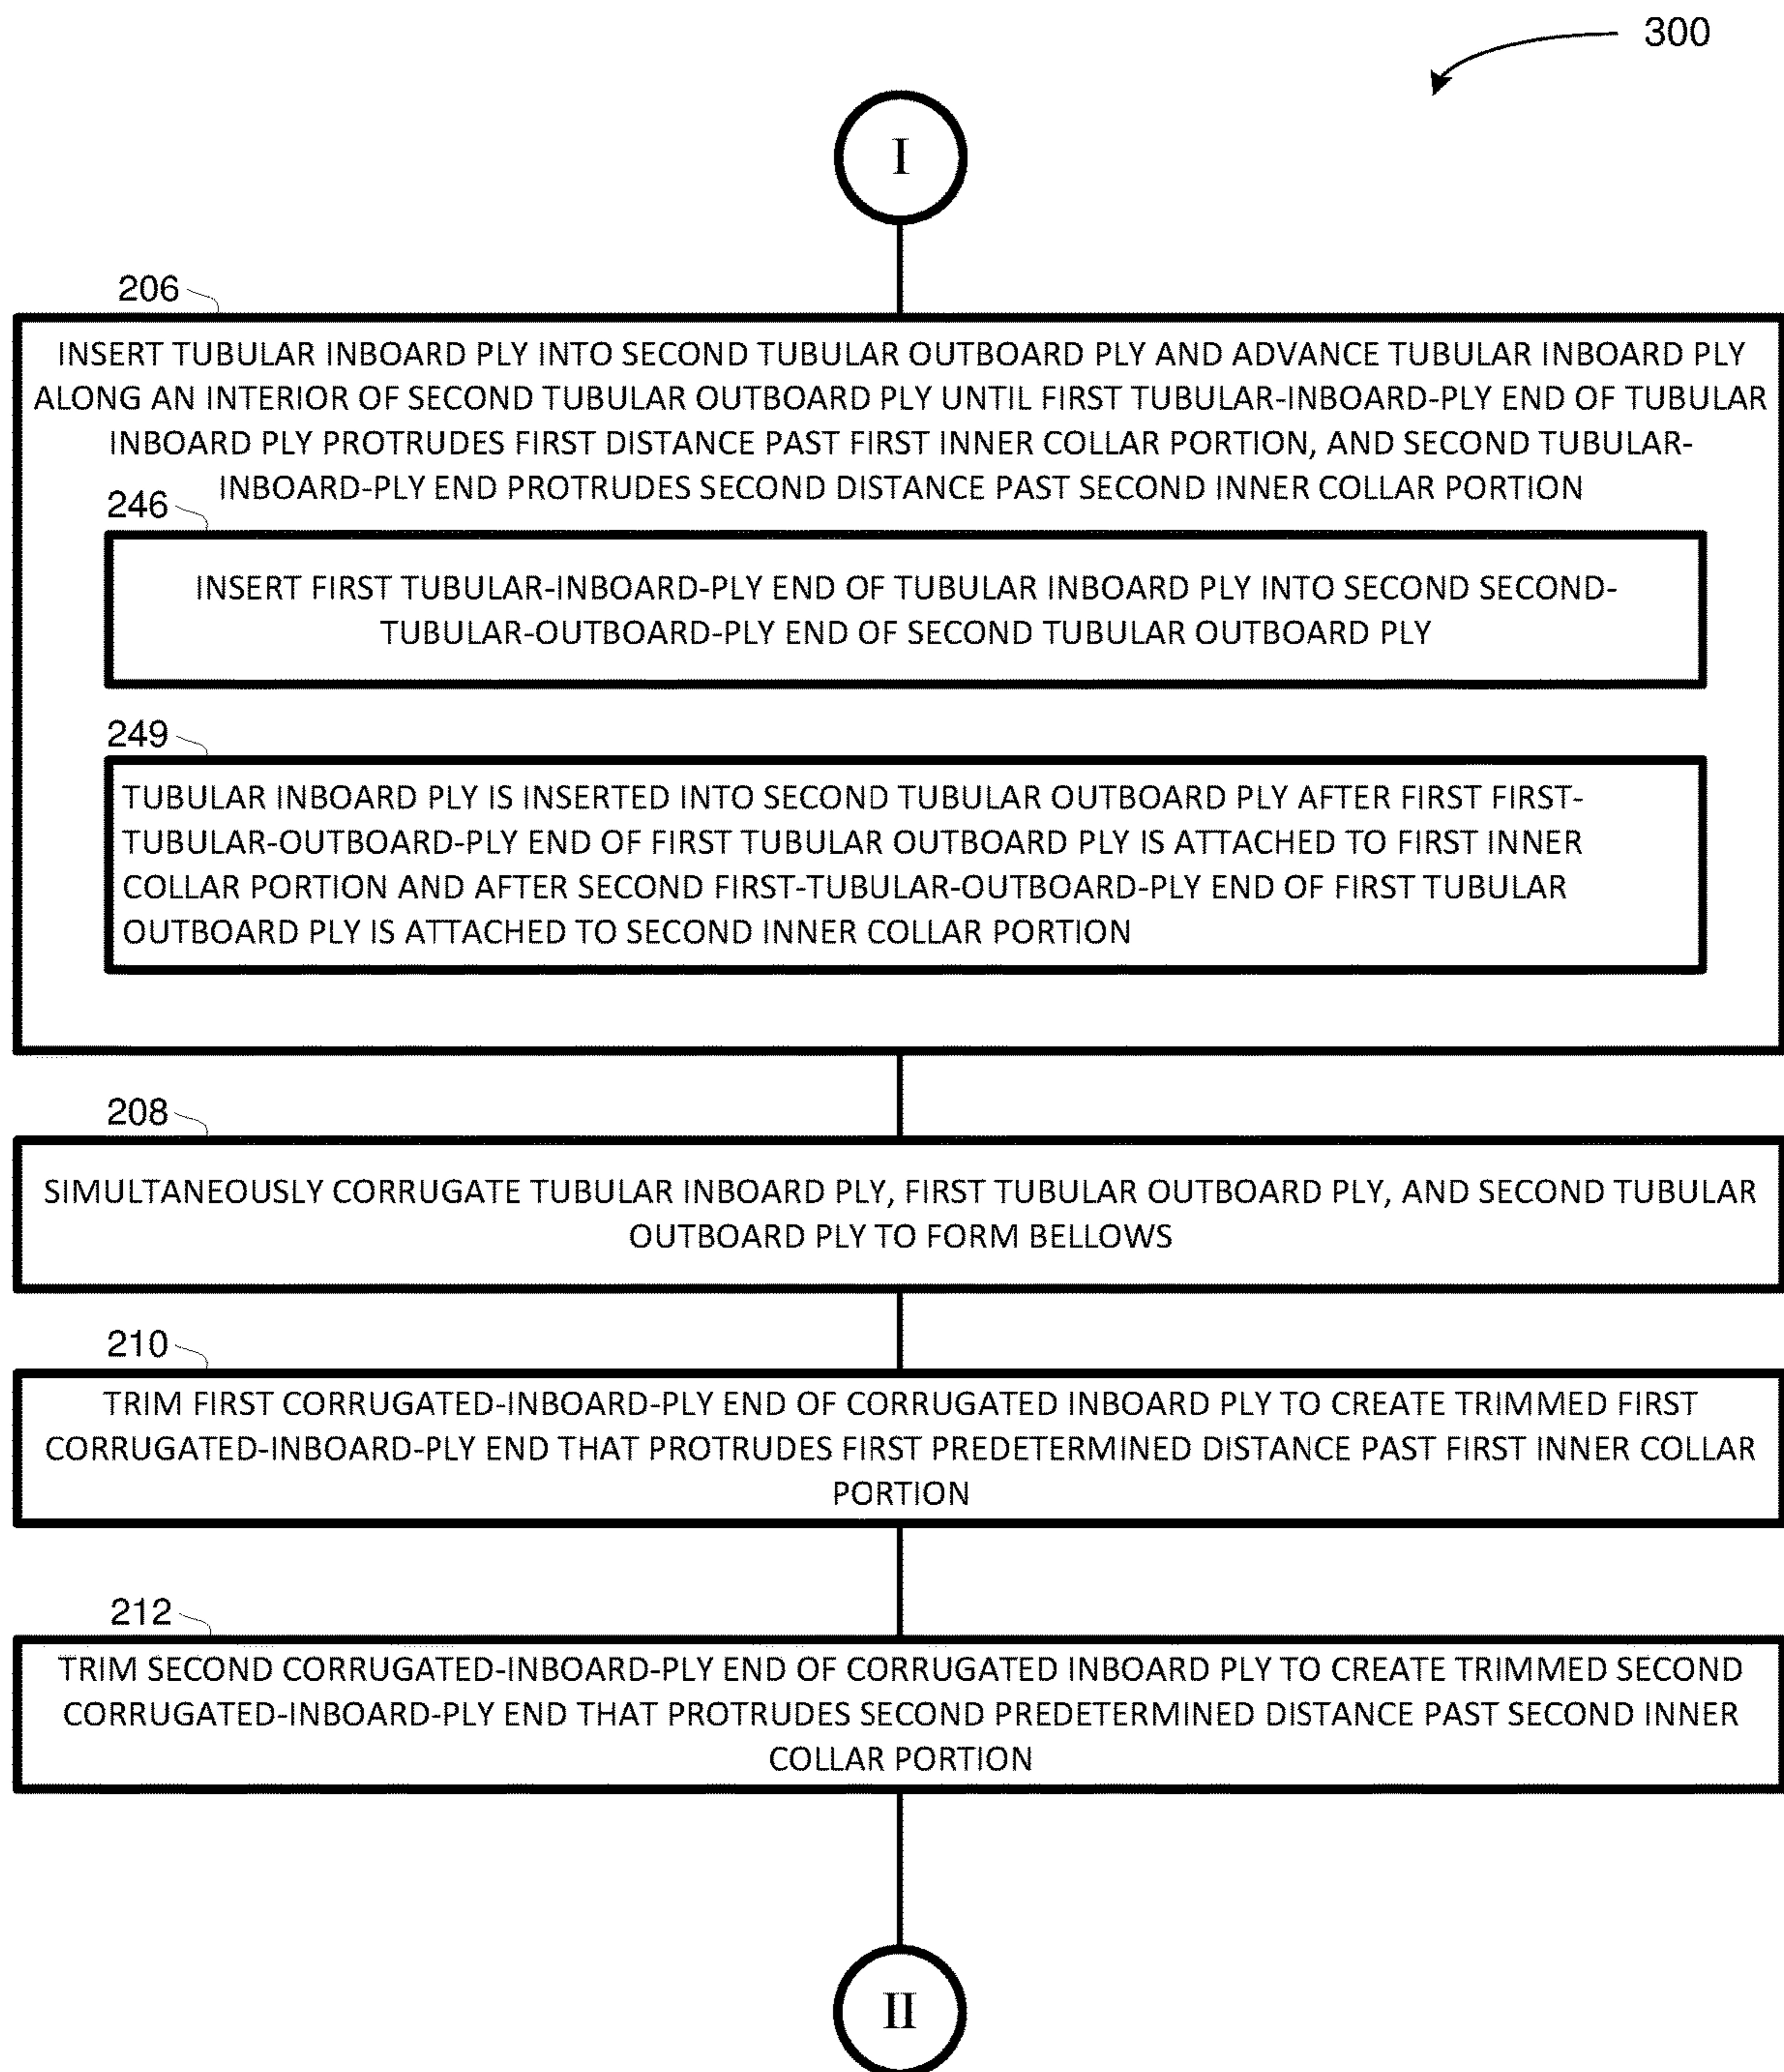 300
I
206
INSERT TUBULAR INBOARD PLY INTO SECOND TUBULAR OUTBOARD PLY AND ADVANCE TUBULAR INBOARD PLY
ALONG AN INTERIOR OF SECOND TUBULAR OUTBOARD PLY UNTIL FIRST TUBULAR-INBOARD-PLY END OF TUBULAR
INBOARD PLY PROTRUDES FIRST DISTANCE PAST FIRST INNER COLLAR PORTION, AND SECOND TUBULAR-
INBOARD-PLY END PROTRUDES SECOND DISTANCE PAST SECOND INNER COLLAR PORTION
246
INSERT FIRST TUBULAR-INBOARD-PLY END OF TUBULAR INBOARD PLY INTO SECOND SECOND-
TUBULAR-OUTBOARD-PLY END OF SECOND TUBULAR OUTBOARD PLY
249
TUBULAR INBOARD PLY IS INSERTED INTO SECOND TUBULAR OUTBOARD PLY AFTER FIRST FIRST-
TUBULAR-OUTBOARD-PLY END OF FIRST TUBULAR OUTBOARD PLY IS ATTACHED TO FIRST INNER
COLLAR PORTION AND AFTER SECOND FIRST-TUBULAR-OUTBOARD-PLY END OF FIRST TUBULAR
OUTBOARD PLY IS ATTACHED TO SECOND INNER COLLAR PORTION
208
SIMULTANEOUSLY CORRUGATE TUBULAR INBOARD PLY, FIRST TUBULAR OUTBOARD PLY, AND SECOND TUBULAR
OUTBOARD PLY TO FORM BELLOWS
210
TRIM FIRST CORRUGATED-INBOARD-PLY END OF CORRUGATED INBOARD PLY TO CREATE TRIMMED FIRST
CORRUGATED-INBOARD-PLY END THAT PROTRUDES FIRST PREDETERMINED DISTANCE PAST FIRST INNER COLLAR
PORTION
212
TRIM SECOND CORRUGATED-INBOARD-PLY END OF CORRUGATED INBOARD PLY TO CREATE TRIMMED SECOND
CORRUGATED-INBOARD-PLY END THAT PROTRUDES SECOND PREDETERMINED DISTANCE PAST SECOND INNER
COLLAR PORTION
II